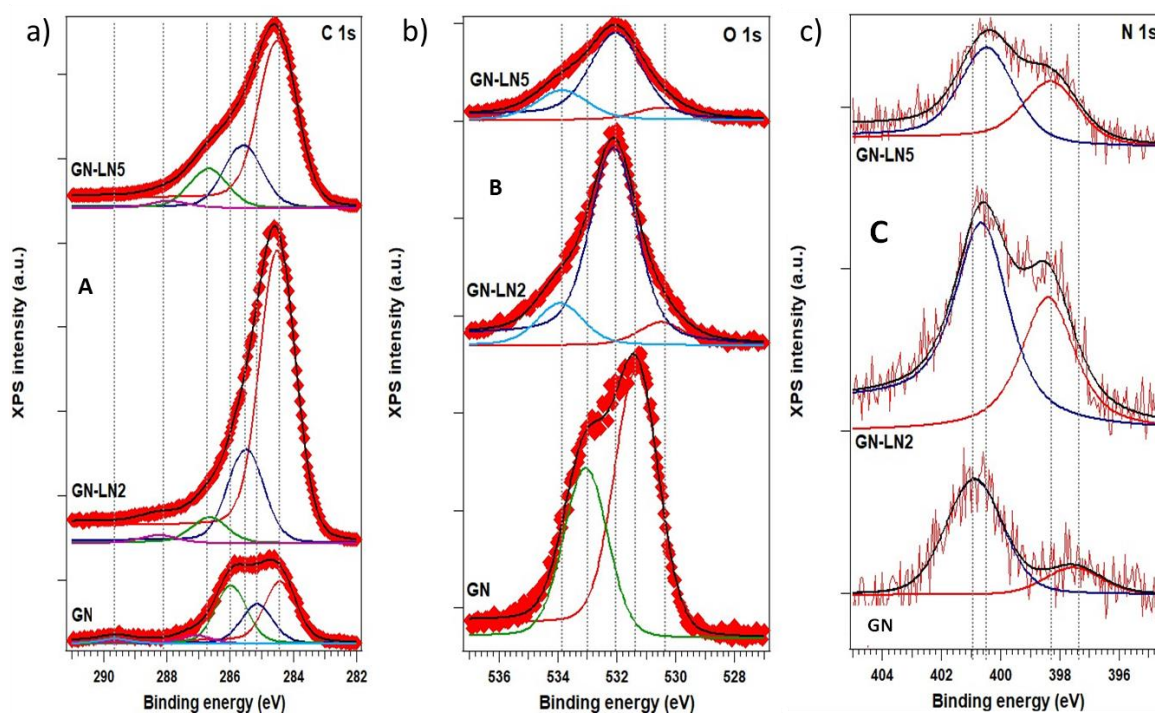 a)
C 1s
GN-LN5
A
GN-LN2
GN
XPS intensity (a.u.)
290 288 286 284 282
Binding energy (eV)
b)
O 1s
GN-LN5
B
GN-LN2
GN
XPS intensity (a.u.)
536 534 532 530 528
Binding energy (eV)
c)
N 1s
GN-LN5
C
GN-LN2
GN
XPS intensity (a.u.)
404 402 400 398 396
Binding energy (eV)